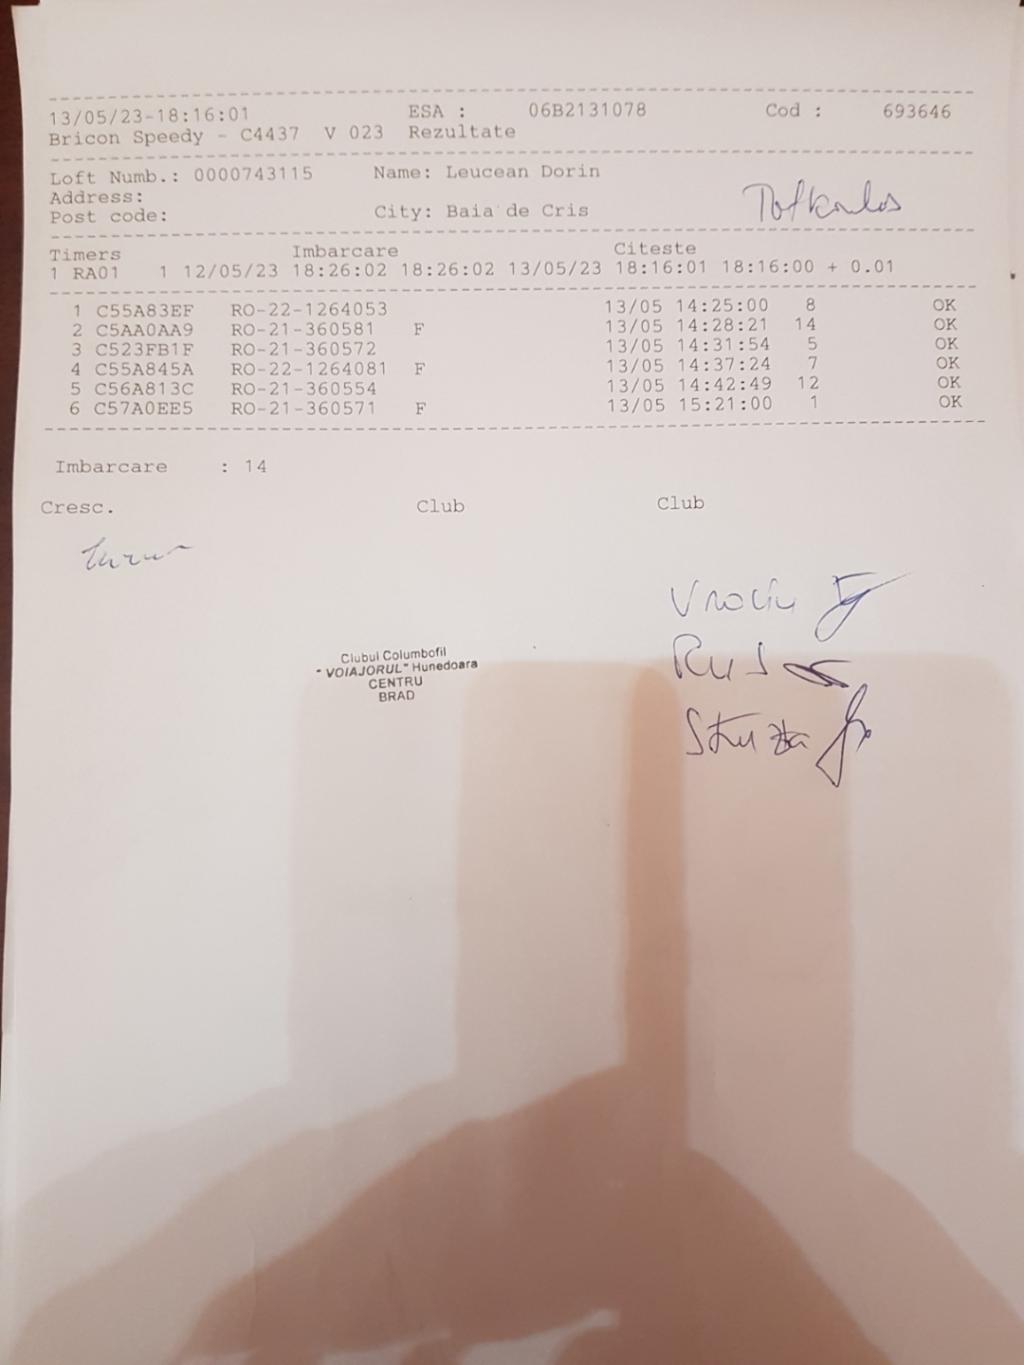 13/05/23-18:16:01 ESA : 06B2131078 Cod : 693646
Bricon Speedy - C4437 V 023 Rezultate
Loft Numb.: 0000743115 Name: Leucean Dorin
Address:
Post code: City: Baia de Cris
Timers Imbarcare Citeste
1 RA01 1 12/05/23 18:26:02 18:26:02 13/05/23 18:16:01 18:16:00 + 0.01
1 C55A83EF RO-22-1264053 13/05 14:25:00 8 OK
2 C5AA0AA9 RO-21-360581 F 13/05 14:28:21 14 OK
3 C523FB1F RO-21-360572 13/05 14:31:54 5 OK
4 C55A845A RO-22-1264081 F 13/05 14:37:24 7 OK
5 C56A813C RO-21-360554 13/05 14:42:49 12 OK
6 C57A0EE5 RO-21-360571 F 13/05 15:21:00 1 OK
Imbarcare : 14
Cresc. Club Club
Clubul Columbofil
"VOIAJORUL" Hunedoara
CENTRU
BRAD
Rus